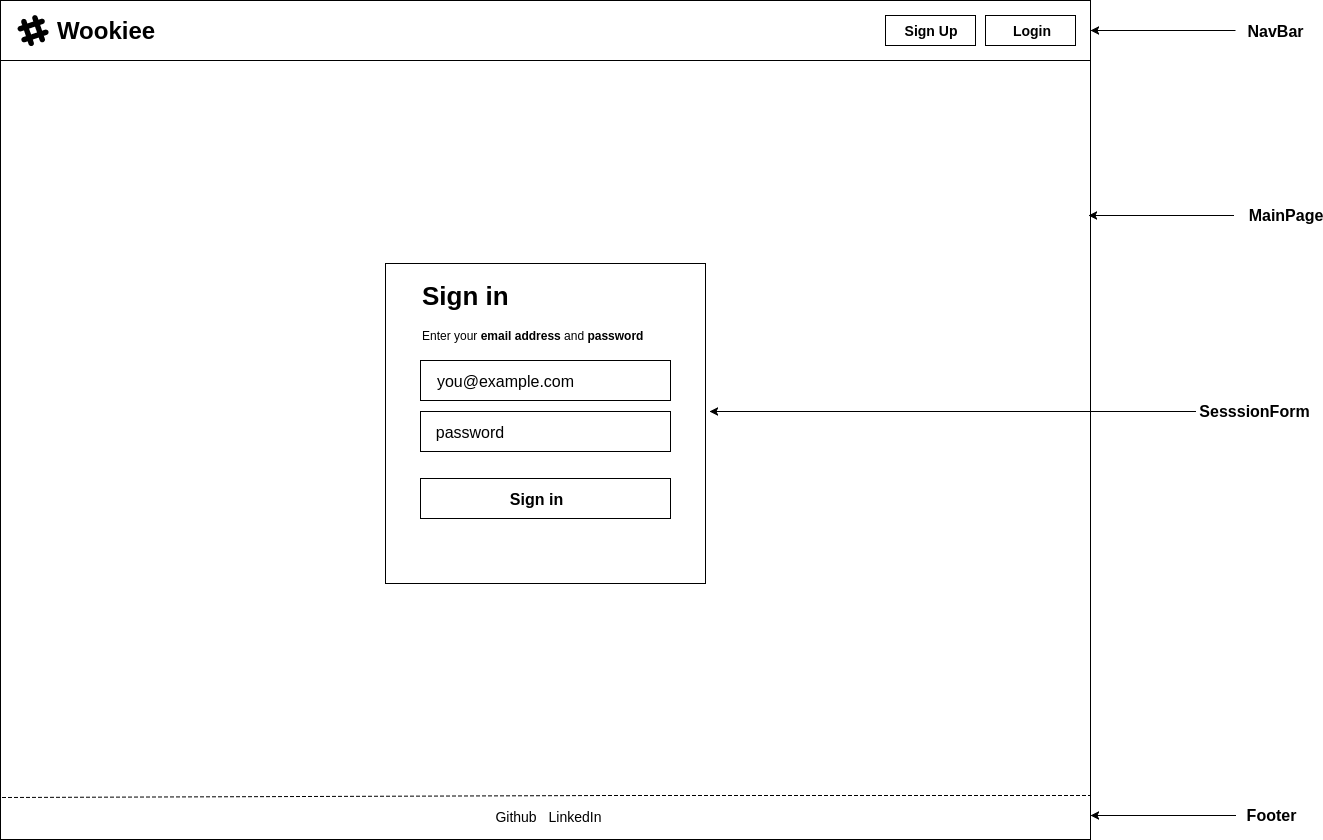 Wookiee
Sign Up
Login
NavBar
MainPage
Sign in
Enter your email address and password
you@example.com
password
SesssionForm
Sign in
Github LinkedIn
Footer